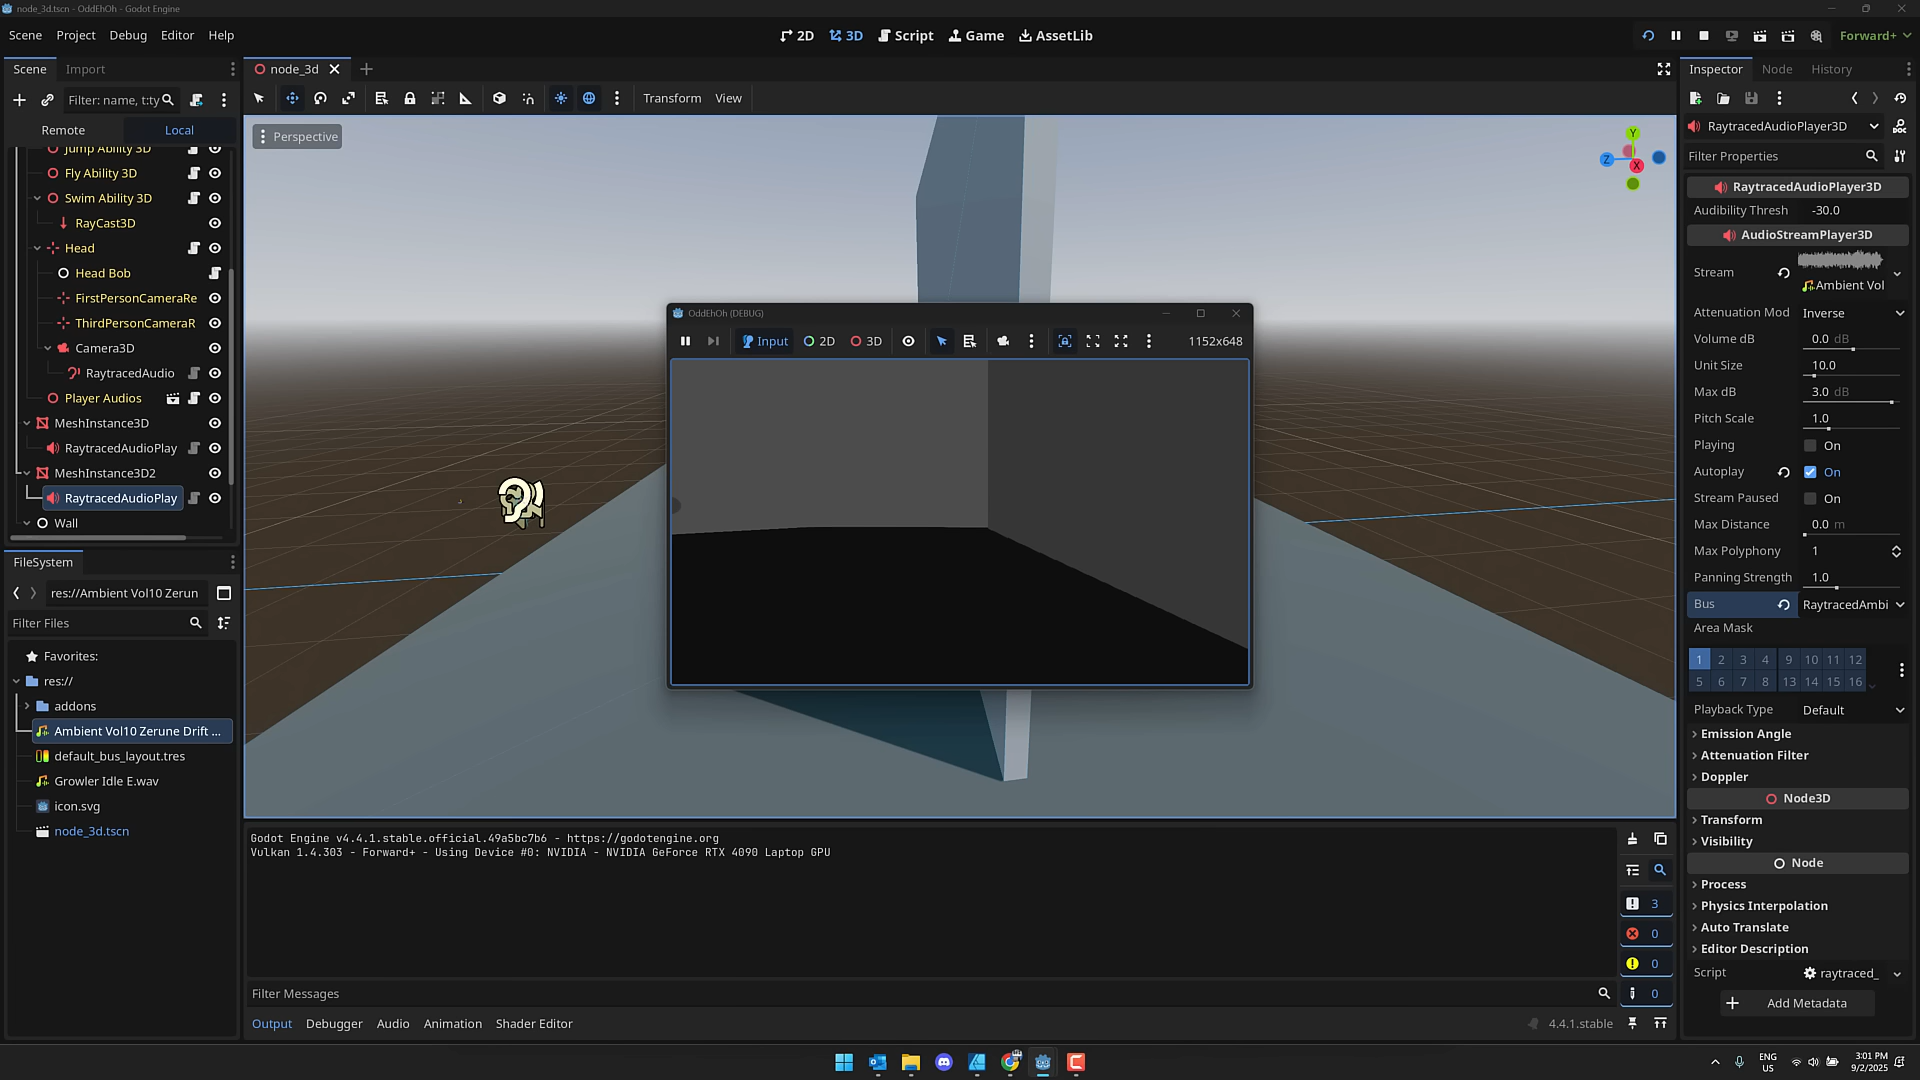 node_3d.tscn - OddEhOh - Godot Engine
Scene Project Debug Editor Help
2D 3D Script Game AssetLib
Forward+
Scene Import
node_3d
Inspector Node History
Filter: name, t:ty
Transform View
Remote Local
Perspective
Y
Z
X
Jump Ability 3D
Fly Ability 3D
Swim Ability 3D
RayCast3D
Head
Head Bob
FirstPersonCameraRe
ThirdPersonCameraR
Camera3D
RaytracedAudio
Player Audios
MeshInstance3D
RaytracedAudioPlay
MeshInstance3D2
RaytracedAudioPlay
Wall
FileSystem
res://Ambient Vol10 Zerun
Filter Files
Favorites:
res://
addons
Ambient Vol10 Zerune Drift ...
default_bus_layout.tres
Growler Idle E.wav
icon.svg
node_3d.tscn
OddEhOh (DEBUG)
Input 2D 3D 1152x648
Godot Engine v4.4.1.stable.official.49a5bc7b6 - https://godotengine.org
Vulkan 1.4.303 - Forward+ - Using Device #0: NVIDIA - NVIDIA GeForce RTX 4090 Laptop GPU
3
0
0
0
Filter Messages
Output Debugger Audio Animation Shader Editor
4.4.1.stable
RaytracedAudioPlayer3D
Filter Properties
RaytracedAudioPlayer3D
Audibility Thresh -30.0
AudioStreamPlayer3D
Stream
Ambient Vol
Attenuation Mod Inverse
Volume dB 0.0 dB
Unit Size 10.0
Max dB 3.0 dB
Pitch Scale 1.0
Playing On
Autoplay On
Stream Paused On
Max Distance 0.0 m
Max Polyphony 1
Panning Strength 1.0
Bus RaytracedAmbi
Area Mask
1 2 3 4 9 10 11 12
5 6 7 8 13 14 15 16
Playback Type Default
Emission Angle
Attenuation Filter
Doppler
Node3D
Transform
Visibility
Node
Process
Physics Interpolation
Auto Translate
Editor Description
Script raytraced_
Add Metadata
ENG
US
3:01 PM
9/2/2025